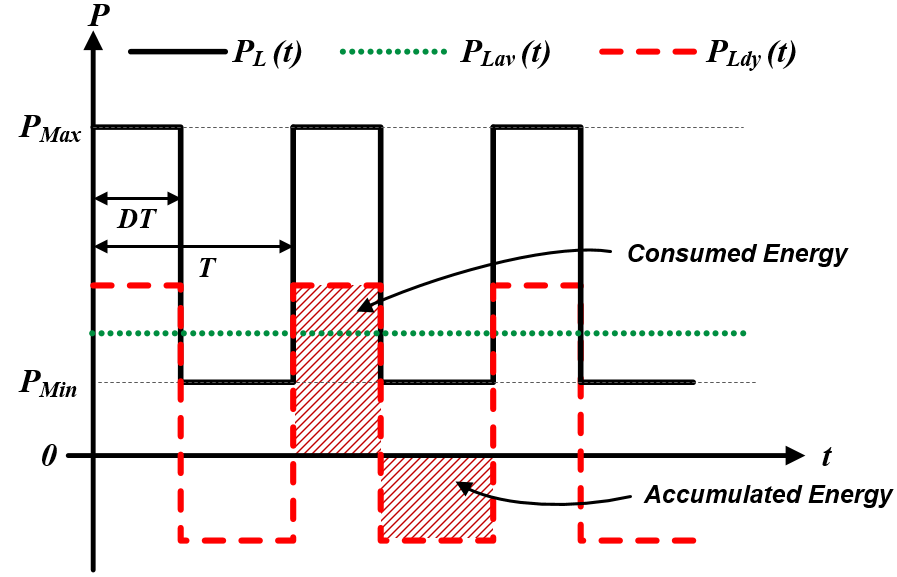 P
P_L (t)
P_Lav (t)
P_Ldy (t)
P_Max
DT
T
Consumed Energy
P_Min
0
t
Accumulated Energy